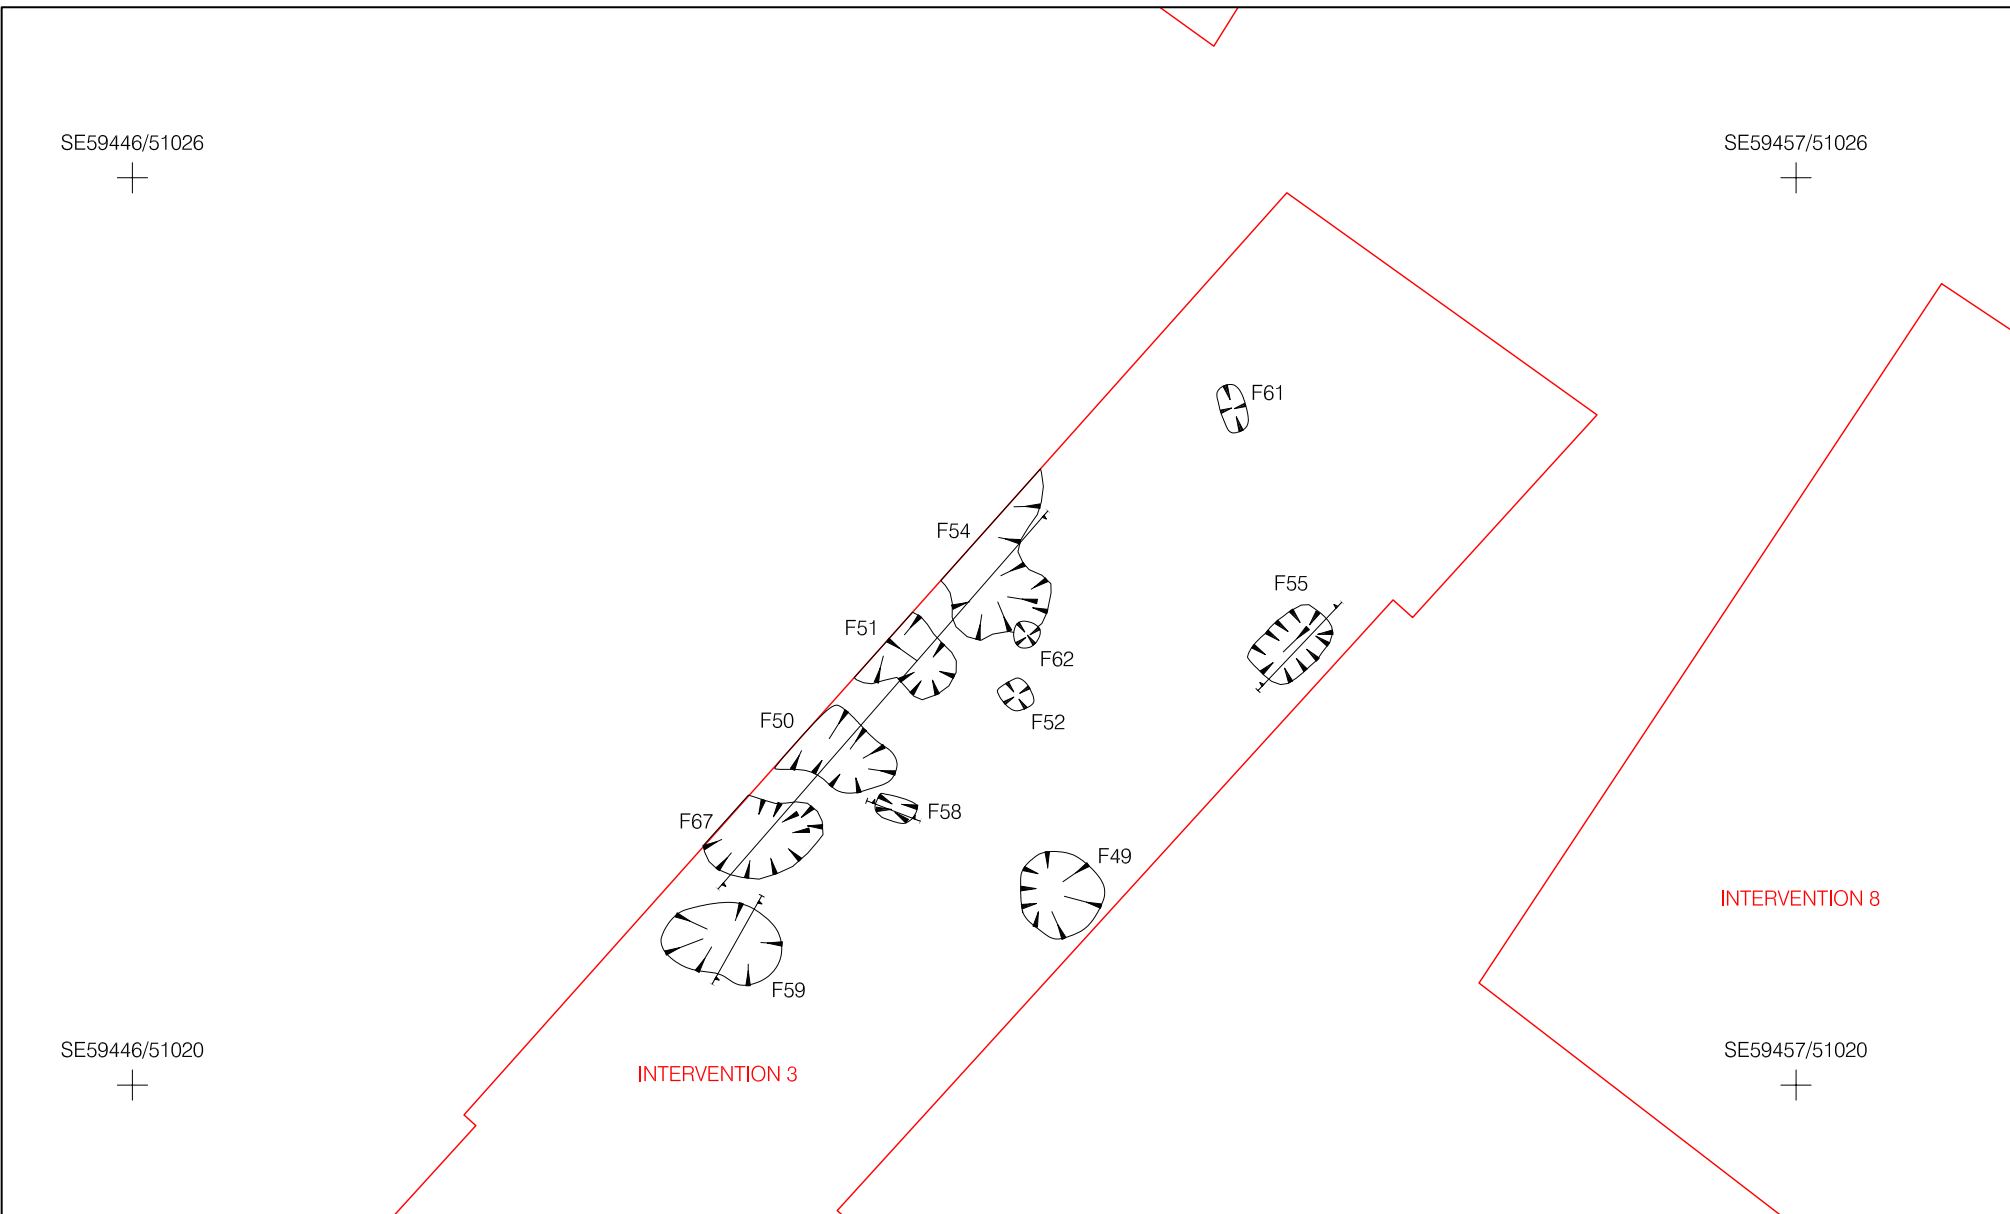 SE59446/51026
SE59457/51026
F61
F54
F55
F51
F62
F50
F52
F58
F67
F49
INTERVENTION 8
F59
SE59446/51020
SE59457/51020
INTERVENTION 3